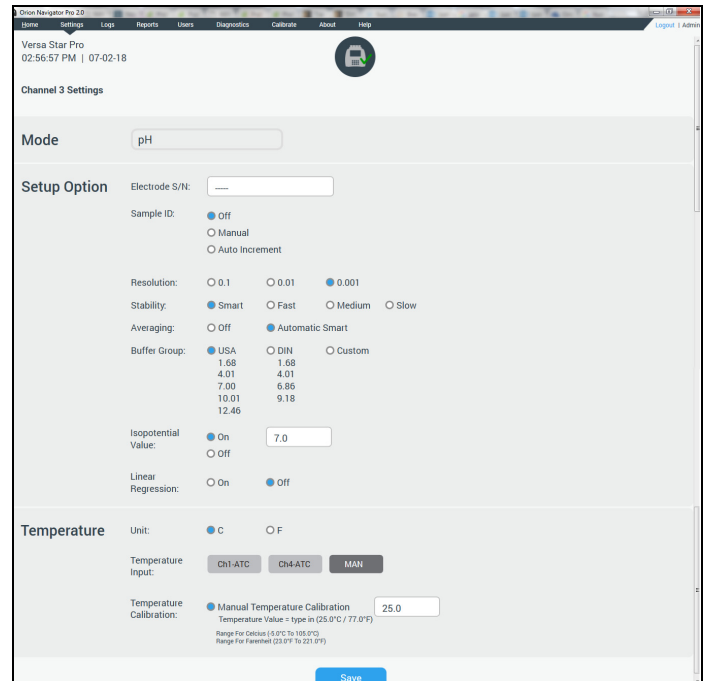 Orion Navigator Pro 2.0
Home Settings Logs Reports Users Diagnostics Calibrate About Help
Logout | Admin
Versa Star Pro
02:56:57 PM | 07-02-18
Channel 3 Settings
Mode pH
Setup Option Electrode S/N: ----
Sample ID: Off
Manual
Auto Increment
Resolution: 0.1 0.01 0.001
Stability: Smart Fast Medium Slow
Averaging: Off Automatic Smart
Buffer Group: USA DIN Custom
1.68 1.68
4.01 4.01
7.00 6.86
10.01 9.18
12.46
Isopotential
Value: On 7.0
Off
Linear
Regression: On Off
Temperature Unit: C F
Temperature
Input: Ch1-ATC Ch4-ATC MAN
Temperature
Calibration: Manual Temperature Calibration 25.0
Temperature Value = type in (25.0°C / 77.0°F)
Range For Celcius (-5.0°C To 105.0°C)
Range For Farenheit (23.0°F To 221.0°F)
Save